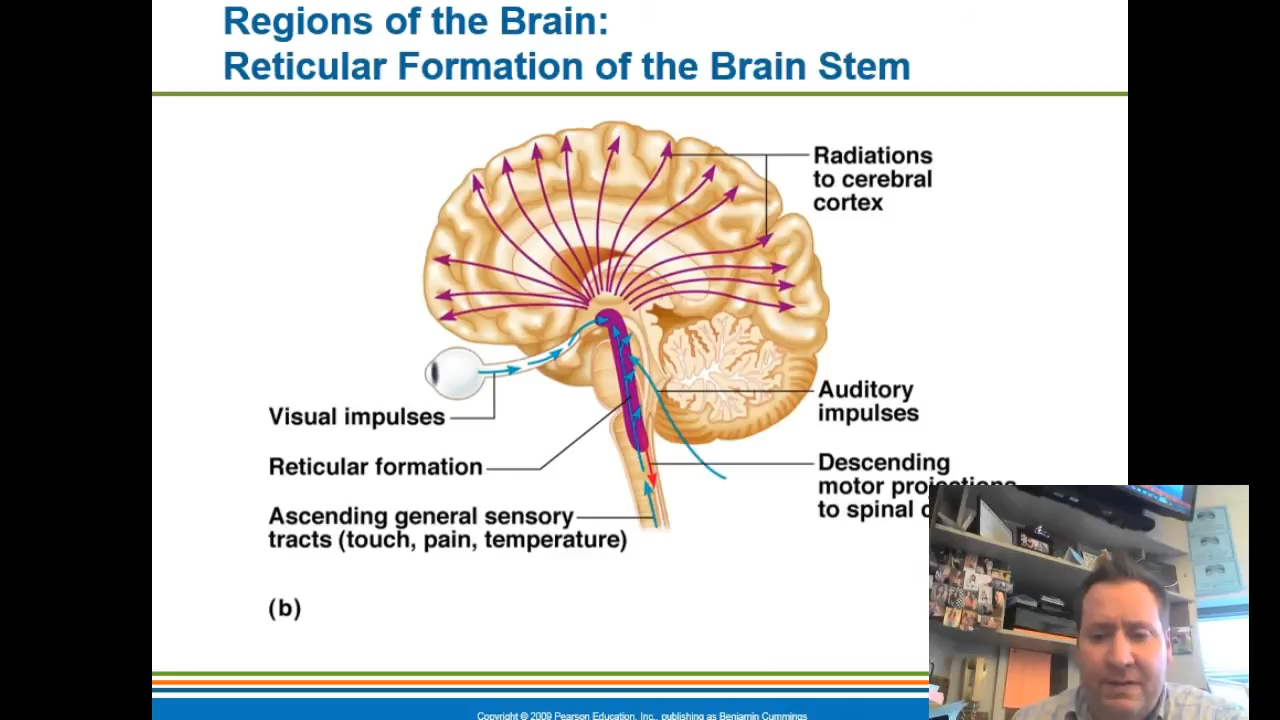 Regions of the Brain:
Reticular Formation of the Brain Stem
Radiations
to cerebral
cortex
Visual impulses
Auditory
impulses
Reticular formation
Descending
motor projections
to spinal
Ascending general sensory
tracts (touch, pain, temperature)
(b)
Copyright © 2009 Pearson Education, Inc., publishing as Benjamin Cummings